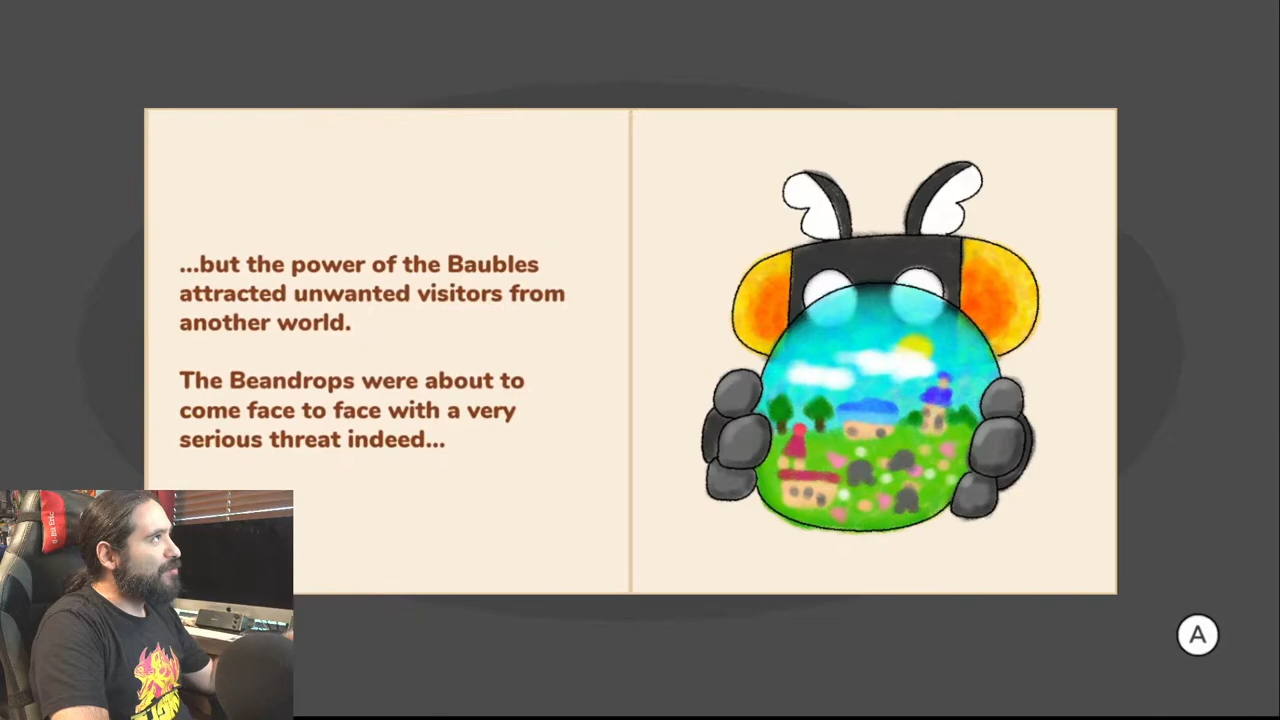 ...but the power of the Baubles
attracted unwanted visitors from
another world.
The Beandrops were about to
come face to face with a very
serious threat indeed...
A